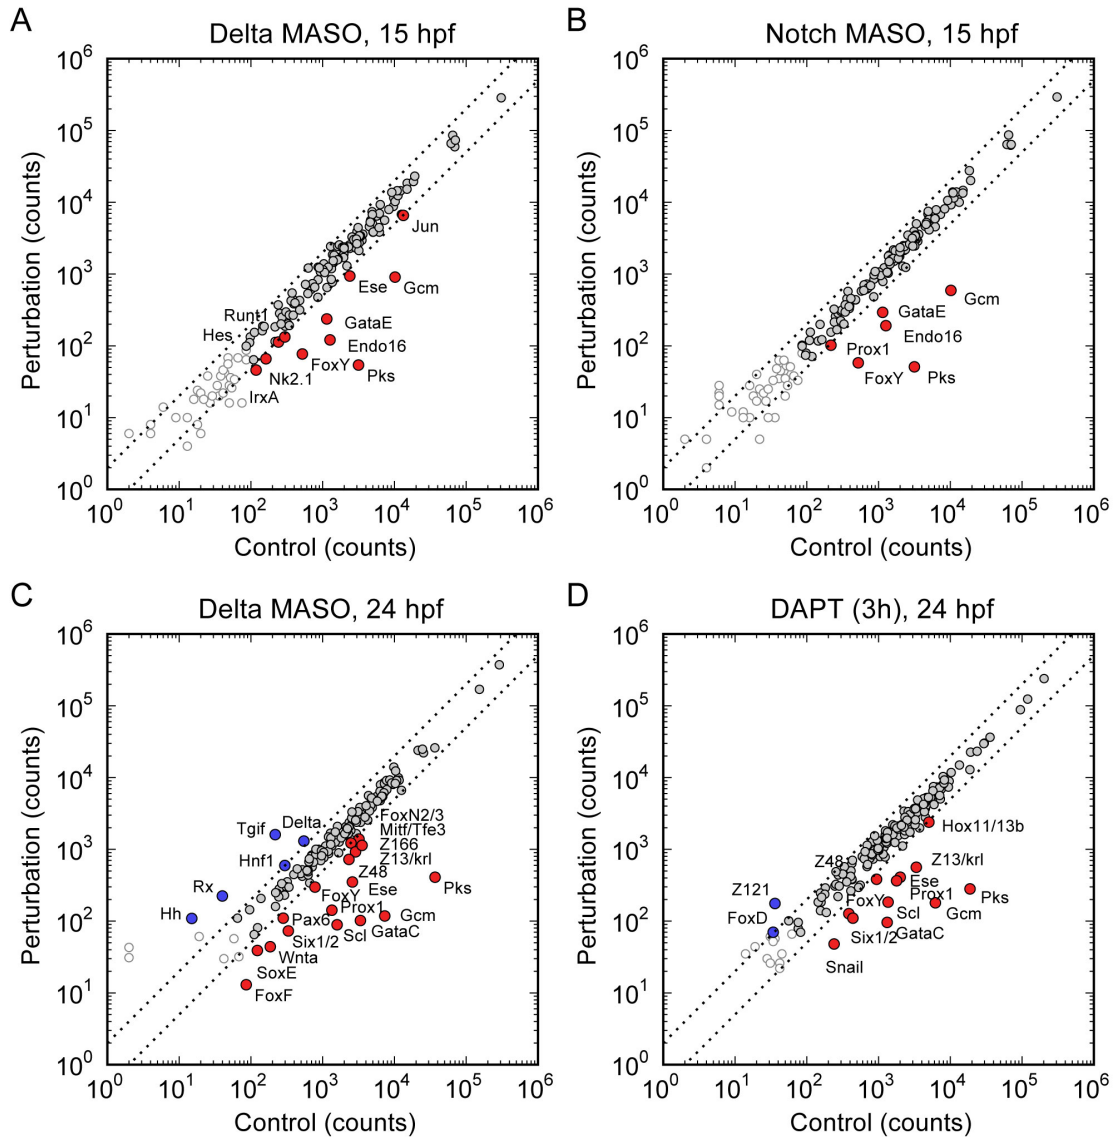 A
Delta MASO, 15 hpf
Perturbation (counts)
10^6
10^5
10^4
10^3
10^2
10^1
10^0
Jun
Ese
Gcm
Runt1
GataE
Hes
Endo16
FoxY
Nk2.1
Pks
IrxA
10^0 10^1 10^2 10^3 10^4 10^5 10^6
Control (counts)
B
Notch MASO, 15 hpf
Perturbation (counts)
10^6
10^5
10^4
10^3
10^2
10^1
10^0
Gcm
GataE
Endo16
Prox1
FoxY
Pks
10^0 10^1 10^2 10^3 10^4 10^5 10^6
Control (counts)
C
Delta MASO, 24 hpf
Perturbation (counts)
10^6
10^5
10^4
10^3
10^2
10^1
10^0
FoxN2/3
Tgif
Delta
Mitf/Tfe3
Z166
Hnf1
Z13/krl
Z48
Rx
Ese
Pks
FoxY
Hh
Prox1
Pax6
Gcm
Six1/2
Scl
GataC
Wnta
SoxE
FoxF
10^0 10^1 10^2 10^3 10^4 10^5 10^6
Control (counts)
D
DAPT (3h), 24 hpf
Perturbation (counts)
10^6
10^5
10^4
10^3
10^2
10^1
10^0
Hox11/13b
Z48
Z13/krl
Ese
Z121
FoxY
Prox1
Pks
FoxD
Scl
Gcm
Six1/2
GataC
Snail
10^0 10^1 10^2 10^3 10^4 10^5 10^6
Control (counts)